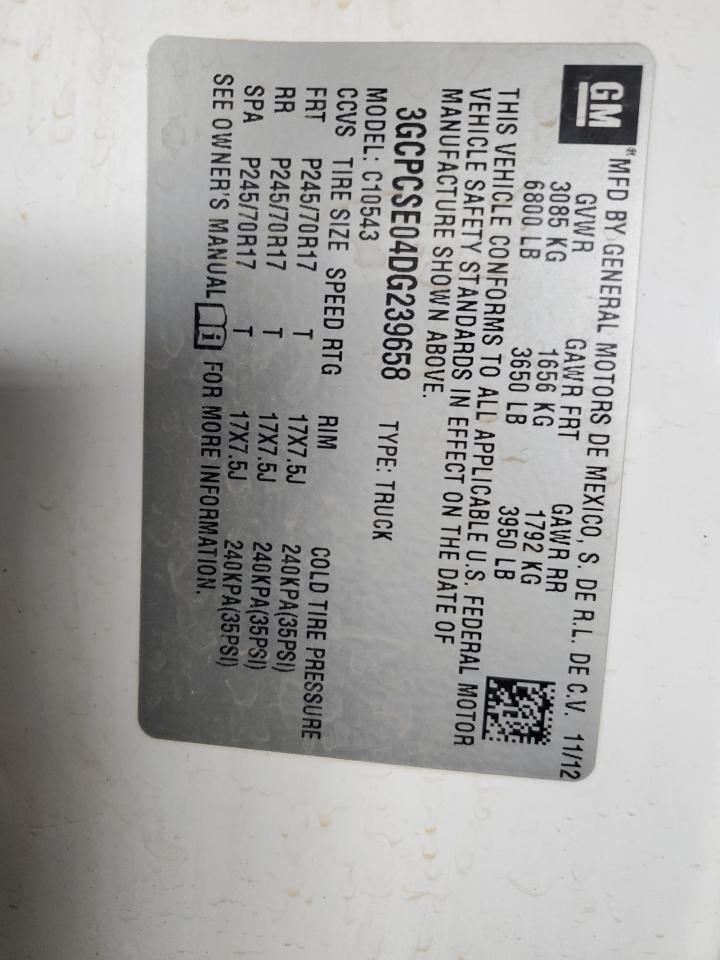 GM
® MFD BY GENERAL MOTORS DE MEXICO, S. DE R.L. DE C.V. 11/12
GVWR GAWR FRT GAWR RR
3085 KG 1656 KG 1792 KG
6800 LB 3650 LB 3950 LB
THIS VEHICLE CONFORMS TO ALL APPLICABLE U.S. FEDERAL MOTOR
VEHICLE SAFETY STANDARDS IN EFFECT ON THE DATE OF
MANUFACTURE SHOWN ABOVE.
3GCPCSE04DG239658 TYPE: TRUCK
MODEL: C10543
CCVS TIRE SIZE SPEED RTG RIM COLD TIRE PRESSURE
FRT P245/70R17 T 17X7.5J 240KPA(35PSI)
RR P245/70R17 T 17X7.5J 240KPA(35PSI)
SPA P245/70R17 T 17X7.5J 240KPA(35PSI)
SEE OWNER'S MANUAL i FOR MORE INFORMATION.